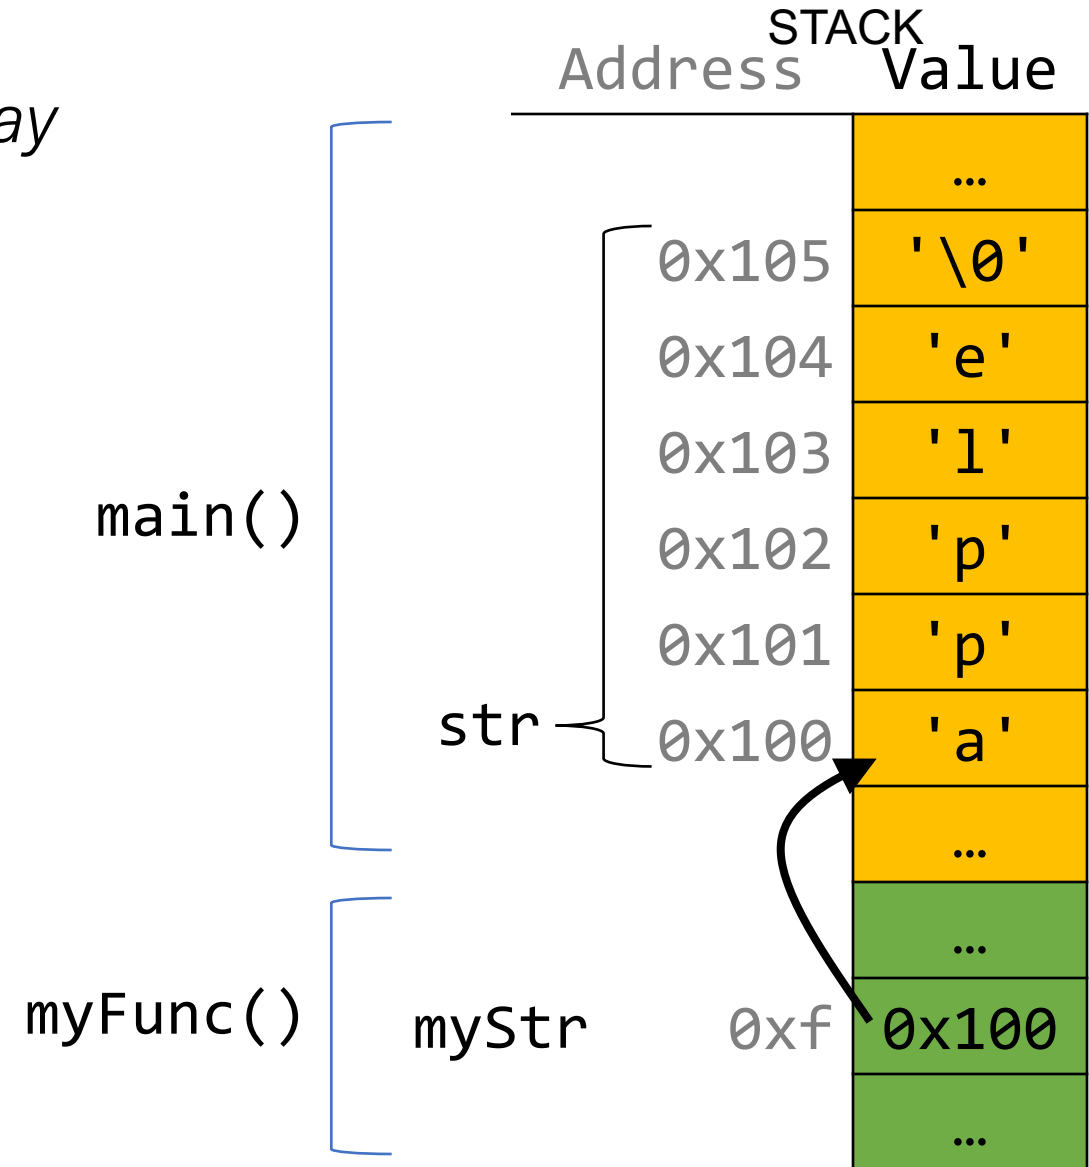 STACK
Address Value
ay
…
0x105 '\0'
0x104 'e'
0x103 'l'
main() 0x102 'p'
0x101 'p'
str 0x100 'a'
…
…
myFunc() myStr 0xf 0x100
…